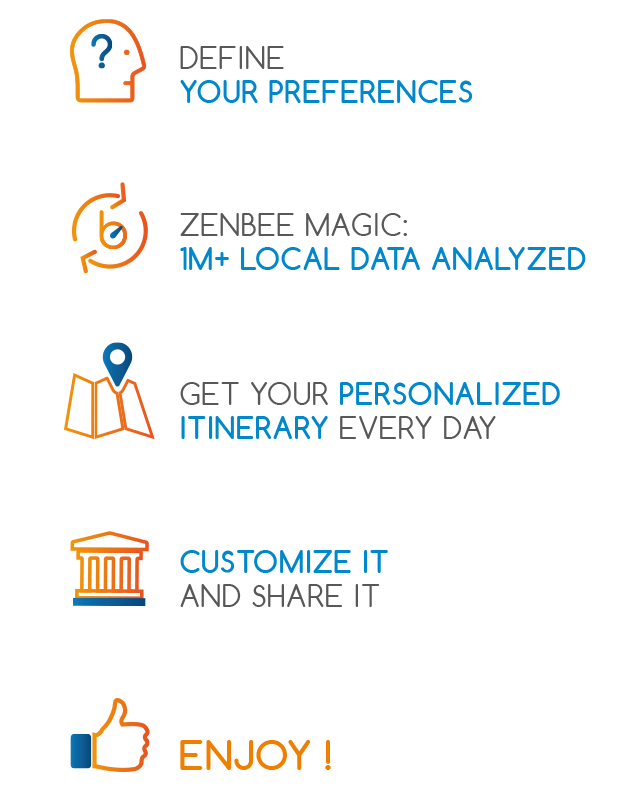 ?
DEFINE
YOUR PREFERENCES
b
ZENBEE MAGIC:
1M+ LOCAL DATA ANALYZED
GET YOUR PERSONALIZED
ITINERARY EVERY DAY
CUSTOMIZE IT
AND SHARE IT
ENJOY !